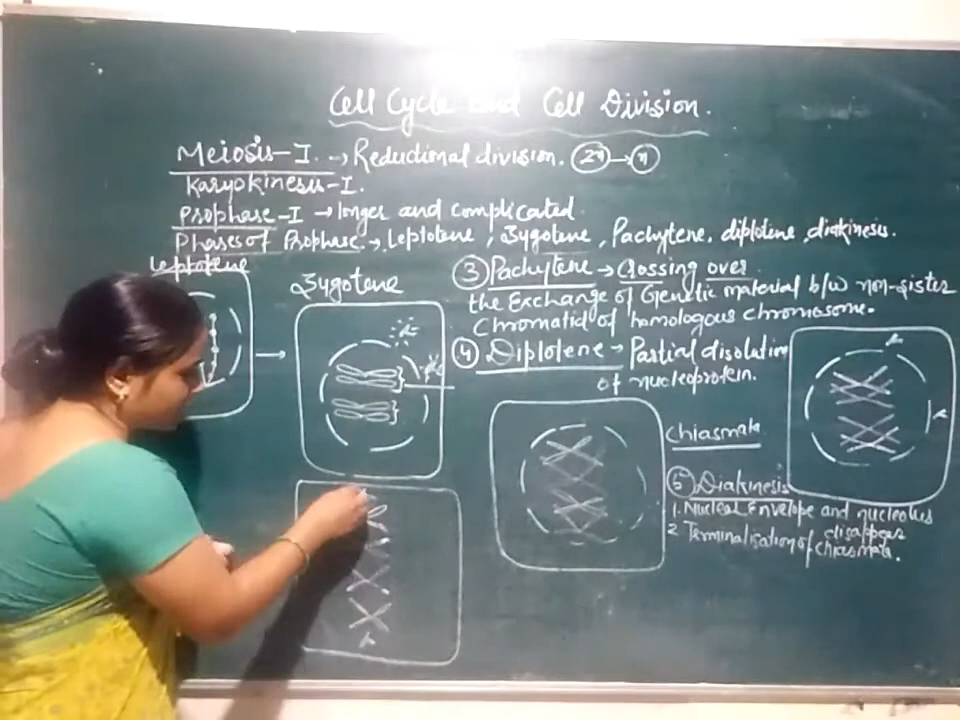 Cell Cycle and Cell Division.
Meiosis-I. → Reductional division. 2n → n
Karyokinesis-I.
Prophase-I → longer and complicated.
Phases of Prophase → Leptotene, Zygotene, Pachytene, diplotene, diakinesis.
Leptotene
Zygotene
③ Pachytene → Crossing over
the Exchange of Genetic material b/w non-sister
Chromatid of homologous chromosome.
④ Diplotene → Partial disolution
of nucleoprotein.
Chiasmata
⑤ Diakinesis
1. Nuclear Envelope and nucleolus
disappear
2 Terminalisation of chiasmata.